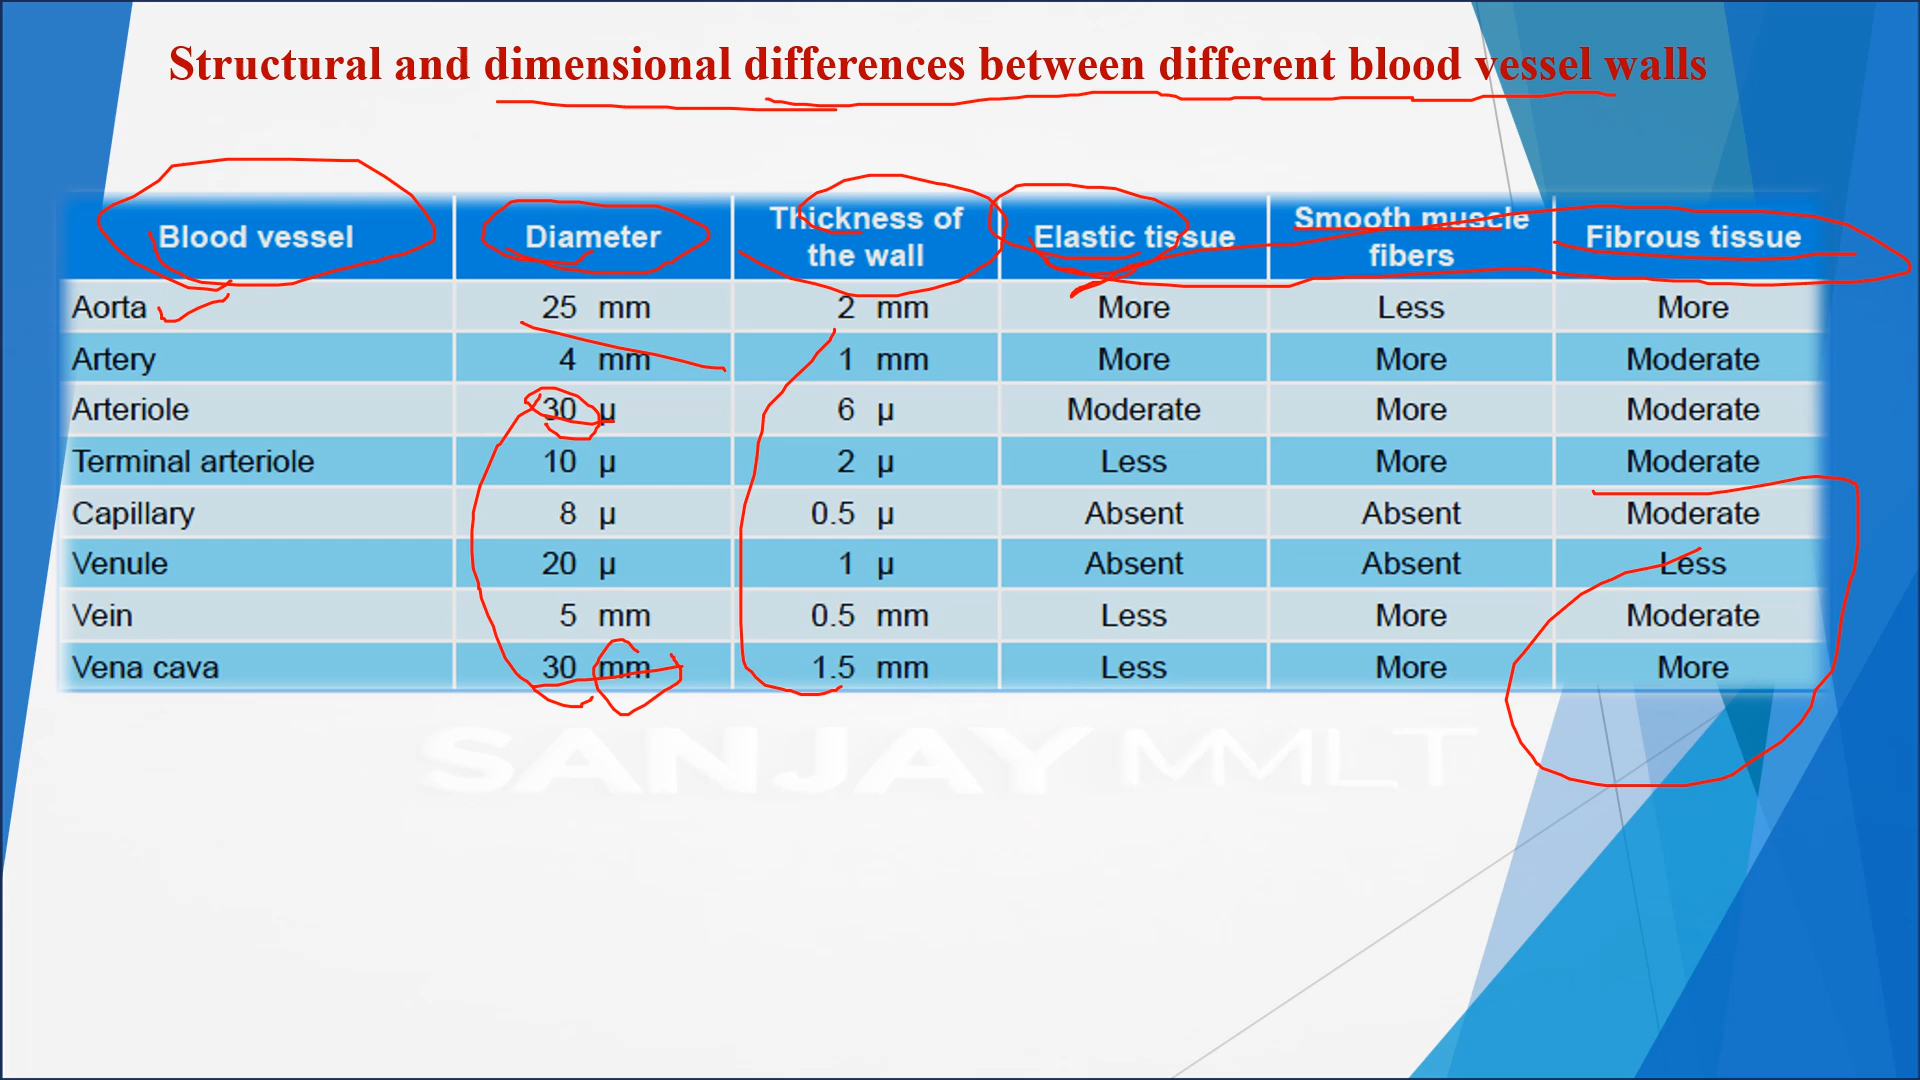 Structural and dimensional differences between different blood vessel walls
Blood vessel Diameter Thickness of the wall Elastic tissue Smooth muscle fibers Fibrous tissue
Aorta 25 mm 2 mm More Less More
Artery 4 mm 1 mm More More Moderate
Arteriole 30 µ 6 µ Moderate More Moderate
Terminal arteriole 10 µ 2 µ Less More Moderate
Capillary 8 µ 0.5 µ Absent Absent Moderate
Venule 20 µ 1 µ Absent Absent Less
Vein 5 mm 0.5 mm Less More Moderate
Vena cava 30 mm 1.5 mm Less More More
SANJAY MMLT